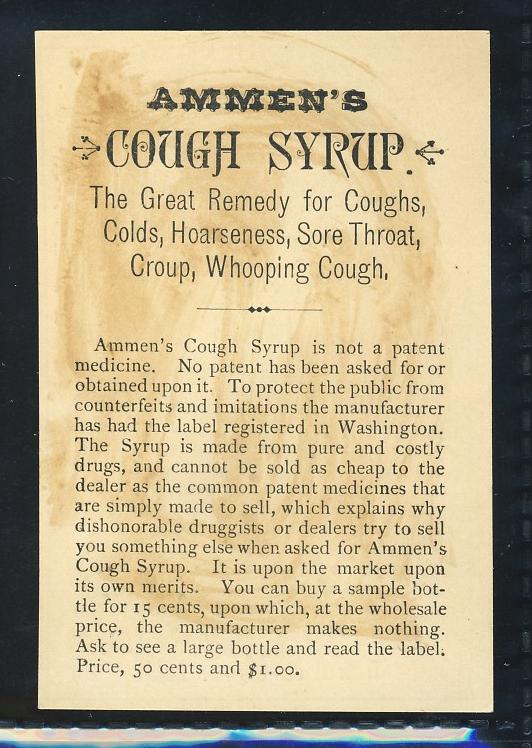 AMMEN'S
COUGH SYRUP.
The Great Remedy for Coughs,
Colds, Hoarseness, Sore Throat,
Croup, Whooping Cough.
Ammen's Cough Syrup is not a patent
medicine. No patent has been asked for or
obtained upon it. To protect the public from
counterfeits and imitations the manufacturer
has had the label registered in Washington.
The Syrup is made from pure and costly
drugs, and cannot be sold as cheap to the
dealer as the common patent medicines that
are simply made to sell, which explains why
dishonorable druggists or dealers try to sell
you something else when asked for Ammen's
Cough Syrup. It is upon the market upon
its own merits. You can buy a sample bot-
tle for 15 cents, upon which, at the wholesale
price, the manufacturer makes nothing.
Ask to see a large bottle and read the label.
Price, 50 cents and $1.00.